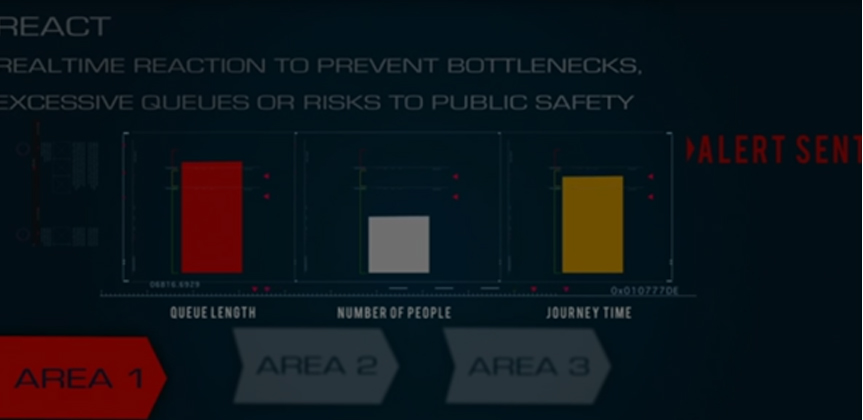 REACT
REALTIME REACTION TO PREVENT BOTTLENECKS,
EXCESSIVE QUEUES OR RISKS TO PUBLIC SAFETY
ALERT SENT
06816.6929
0x010777DE
QUEUE LENGTH
NUMBER OF PEOPLE
JOURNEY TIME
AREA 1
AREA 2
AREA 3